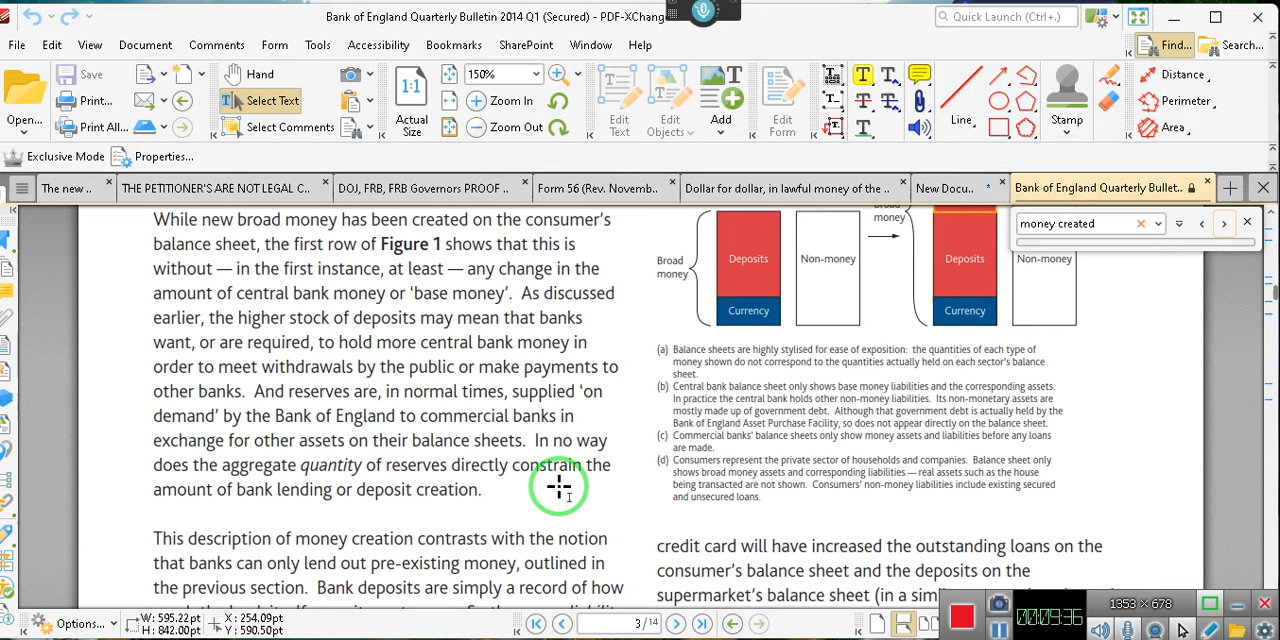 Bank of England Quarterly Bulletin 2014 Q1 (Secured) - PDF-XChang
Quick Launch (Ctrl+.)
File Edit View Document Comments Form Tools Accessibility Bookmarks SharePoint Window Help
Find... Search...
Open...
Save
Print...
Print All...
Hand
Select Text
Select Comments
1:1
Actual
Size
150%
Zoom In
Zoom Out
Edit
Text
Edit
Objects
Add
Edit
Form
Line
Stamp
Distance
Perimeter
Area
Exclusive Mode Properties...
The new .. THE PETITIONER'S ARE NOT LEGAL C... DOJ, FRB, FRB Governors PROOF .. Form 56 (Rev. Novemb... Dollar for dollar, in lawful money of the .. New Docu.. * Bank of England Quarterly Bullet..
money created
While new broad money has been created on the consumer's
balance sheet, the first row of Figure 1 shows that this is
without — in the first instance, at least — any change in the
amount of central bank money or ‘base money’. As discussed
earlier, the higher stock of deposits may mean that banks
want, or are required, to hold more central bank money in
order to meet withdrawals by the public or make payments to
other banks. And reserves are, in normal times, supplied ‘on
demand’ by the Bank of England to commercial banks in
exchange for other assets on their balance sheets. In no way
does the aggregate quantity of reserves directly constrain the
amount of bank lending or deposit creation.
This description of money creation contrasts with the notion
that banks can only lend out pre-existing money, outlined in
the previous section. Bank deposits are simply a record of how
money
Broad
money
Deposits
Non-money
Currency
Deposits
Non-money
Currency
(a) Balance sheets are highly stylised for ease of exposition: the quantities of each type of
money shown do not correspond to the quantities actually held on each sector's balance
sheet.
(b) Central bank balance sheet only shows base money liabilities and the corresponding assets.
In practice the central bank holds other non-money liabilities. Its non-monetary assets are
mostly made up of government debt. Although that government debt is actually held by the
Bank of England Asset Purchase Facility, so does not appear directly on the balance sheet.
(c) Commercial banks' balance sheets only show money assets and liabilities before any loans
are made.
(d) Consumers represent the private sector of households and companies. Balance sheet only
shows broad money assets and corresponding liabilities — real assets such as the house
being transacted are not shown. Consumers' non-money liabilities include existing secured
and unsecured loans.
credit card will have increased the outstanding loans on the
consumer's balance sheet and the deposits on the
supermarket's balance sheet (in a
Options...
W: 595.22pt
H: 842.00pt
X: 254.09pt
Y: 590.50pt
3 / 14
00:09:36
1353 × 678